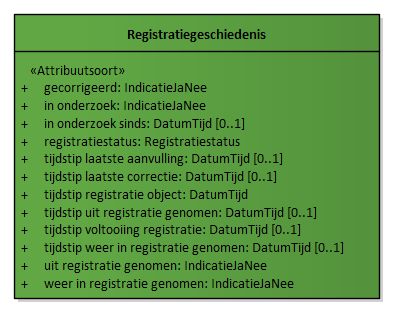 Registratiegeschiedenis
«Attribuutsoort»
+ gecorrigeerd: IndicatieJaNee
+ in onderzoek: IndicatieJaNee
+ in onderzoek sinds: DatumTijd [0..1]
+ registratiestatus: Registratiestatus
+ tijdstip laatste aanvulling: DatumTijd [0..1]
+ tijdstip laatste correctie: DatumTijd [0..1]
+ tijdstip registratie object: DatumTijd
+ tijdstip uit registratie genomen: DatumTijd [0..1]
+ tijdstip voltooiing registratie: DatumTijd [0..1]
+ tijdstip weer in registratie genomen: DatumTijd [0..1]
+ uit registratie genomen: IndicatieJaNee
+ weer in registratie genomen: IndicatieJaNee